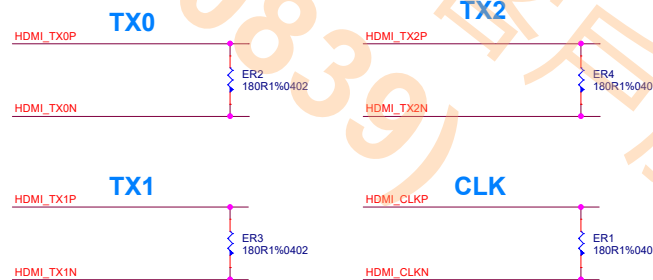 TX0
HDMI_TX0P
ER2
180R1%0402
HDMI_TX0N
TX2
HDMI_TX2P
ER4
180R1%040
HDMI_TX2N
TX1
HDMI_TX1P
ER3
180R1%0402
HDMI_TX1N
CLK
HDMI_CLKP
ER1
180R1%040
HDMI_CLKN
0839)